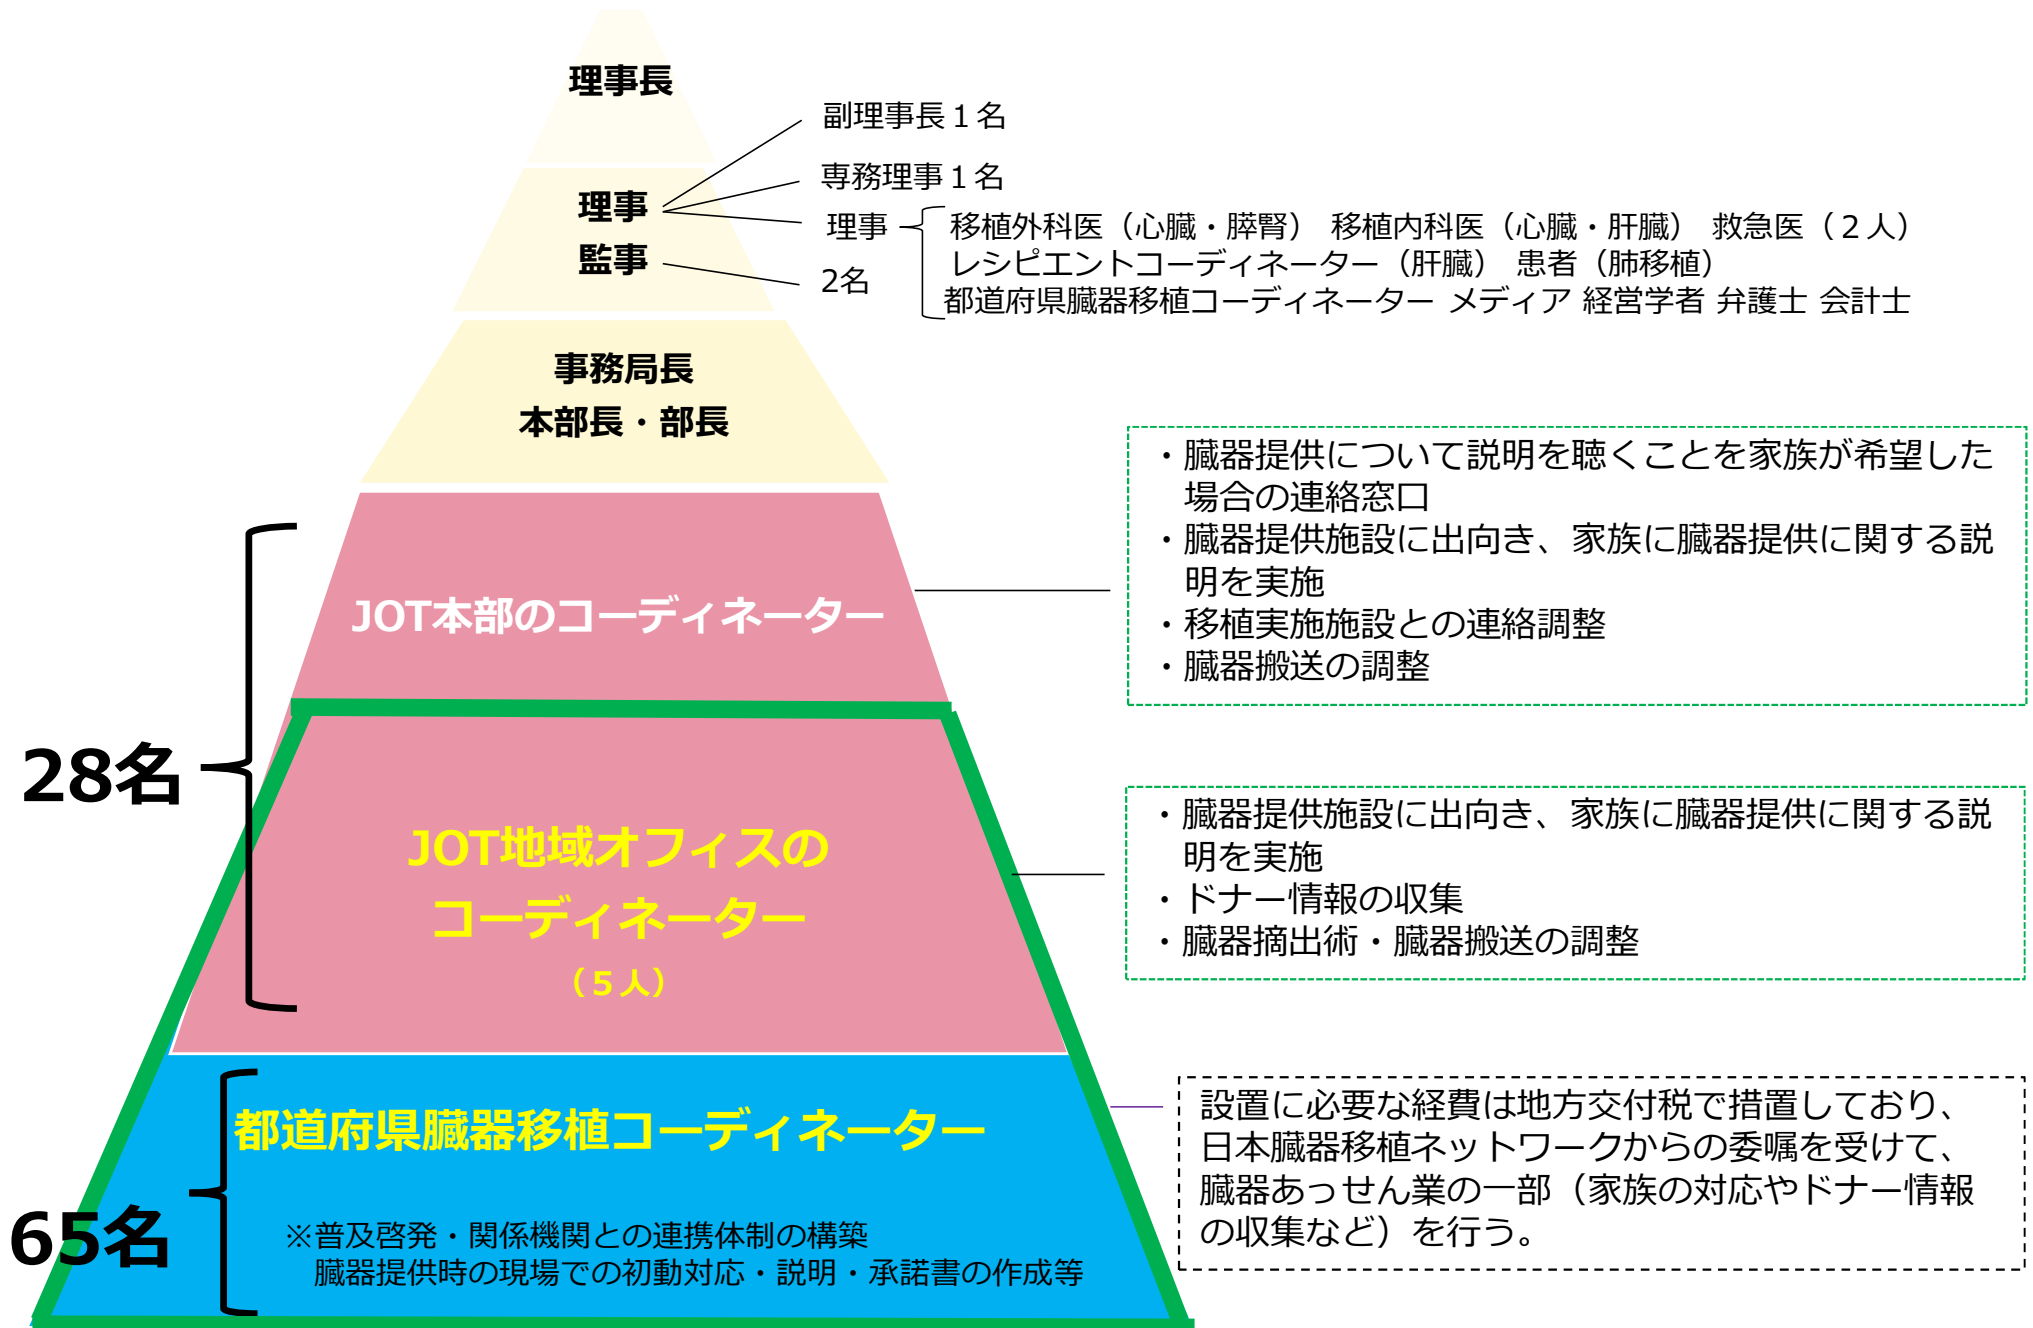 理事長
理事
監事
副理事長１名
専務理事１名
理事
2名
移植外科医（心臓・膵腎） 移植内科医（心臓・肝臓） 救急医（２人）
レシピエントコーディネーター（肝臓） 患者（肺移植）
都道府県臓器移植コーディネーター メディア 経営学者 弁護士 会計士
事務局長
本部長・部長
28名
JOT本部のコーディネーター
・臓器提供について説明を聴くことを家族が希望した
場合の連絡窓口
・臓器提供施設に出向き、家族に臓器提供に関する説
明を実施
・移植実施施設との連絡調整
・臓器搬送の調整
JOT地域オフィスの
コーディネーター
（５人）
・臓器提供施設に出向き、家族に臓器提供に関する説
明を実施
・ドナー情報の収集
・臓器摘出術・臓器搬送の調整
65名
都道府県臓器移植コーディネーター
※普及啓発・関係機関との連携体制の構築
臓器提供時の現場での初動対応・説明・承諾書の作成等
設置に必要な経費は地方交付税で措置しており、
日本臓器移植ネットワークからの委嘱を受けて、
臓器あっせん業の一部（家族の対応やドナー情報
の収集など）を行う。